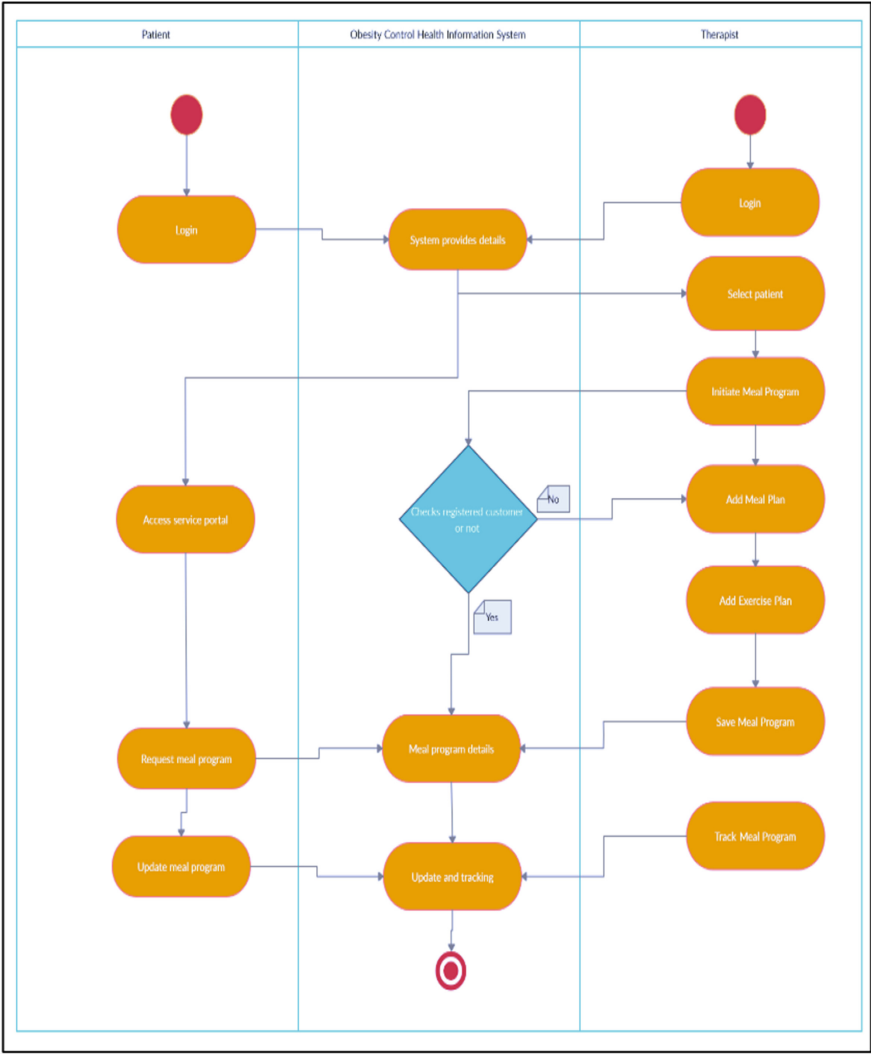 Patient
Obesity Control Health Information System
Therapist
Login
System provides details
Login
Select patient
Initiate Meal Program
Access service portal
Checks registered customer
or not
No
Add Meal Plan
Add Exercise Plan
Yes
Save Meal Program
Request meal program
Meal program details
Track Meal Program
Update meal program
Update and tracking